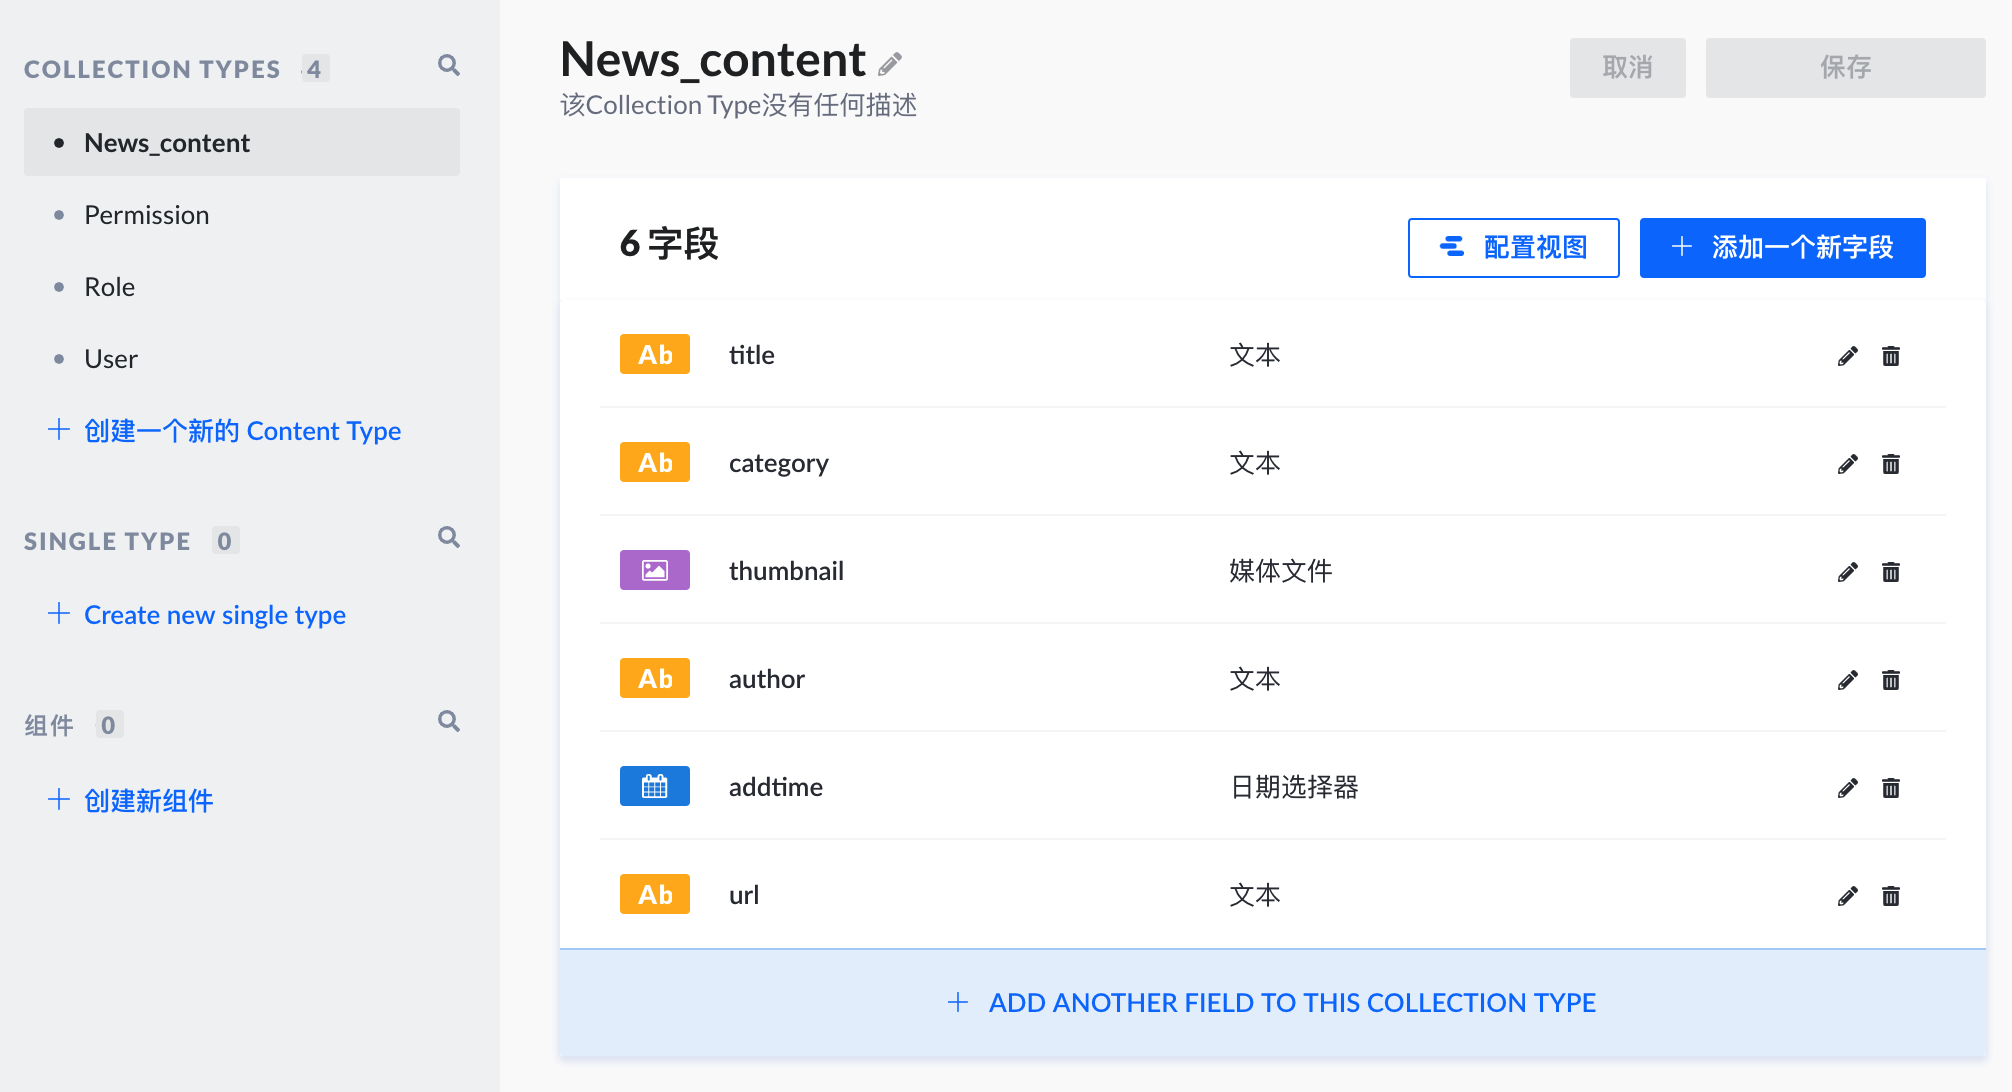 COLLECTION TYPES 4
News_content
Permission
Role
User
创建一个新的 Content Type
SINGLE TYPE 0
Create new single type
组件 0
创建新组件
News_content
该Collection Type没有任何描述
取消
保存
6 字段
配置视图
添加一个新字段
Ab title 文本
Ab category 文本
thumbnail 媒体文件
Ab author 文本
addtime 日期选择器
Ab url 文本
ADD ANOTHER FIELD TO THIS COLLECTION TYPE